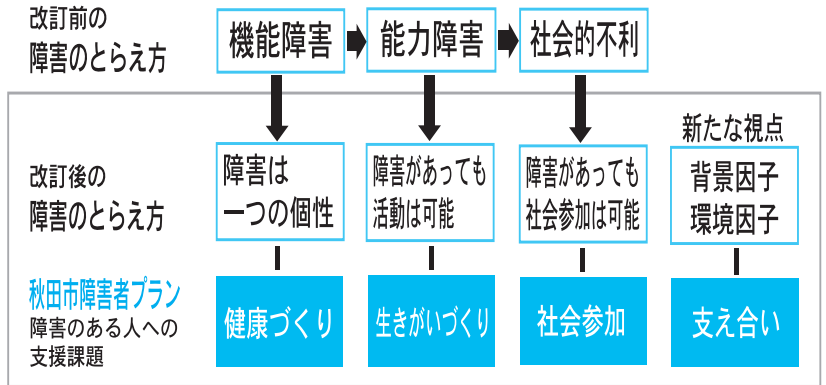 改訂前の
障害のとらえ方
機能障害
能力障害
社会的不利
新たな視点
改訂後の
障害のとらえ方
障害は
一つの個性
障害があっても
活動は可能
障害があっても
社会参加は可能
背景因子
環境因子
秋田市障害者プラン
障害のある人への
支援課題
健康づくり
生きがいづくり
社会参加
支え合い